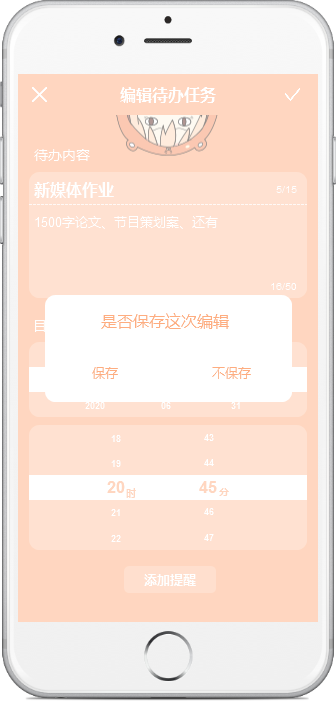 编辑待办任务
待办内容
新媒体作业 5/15
1500字论文、节目策划案、还有
16/50
是否保存这次编辑
保存 不保存
2020 06 31
18 43
19 44
20时 45分
21 46
22 47
添加提醒